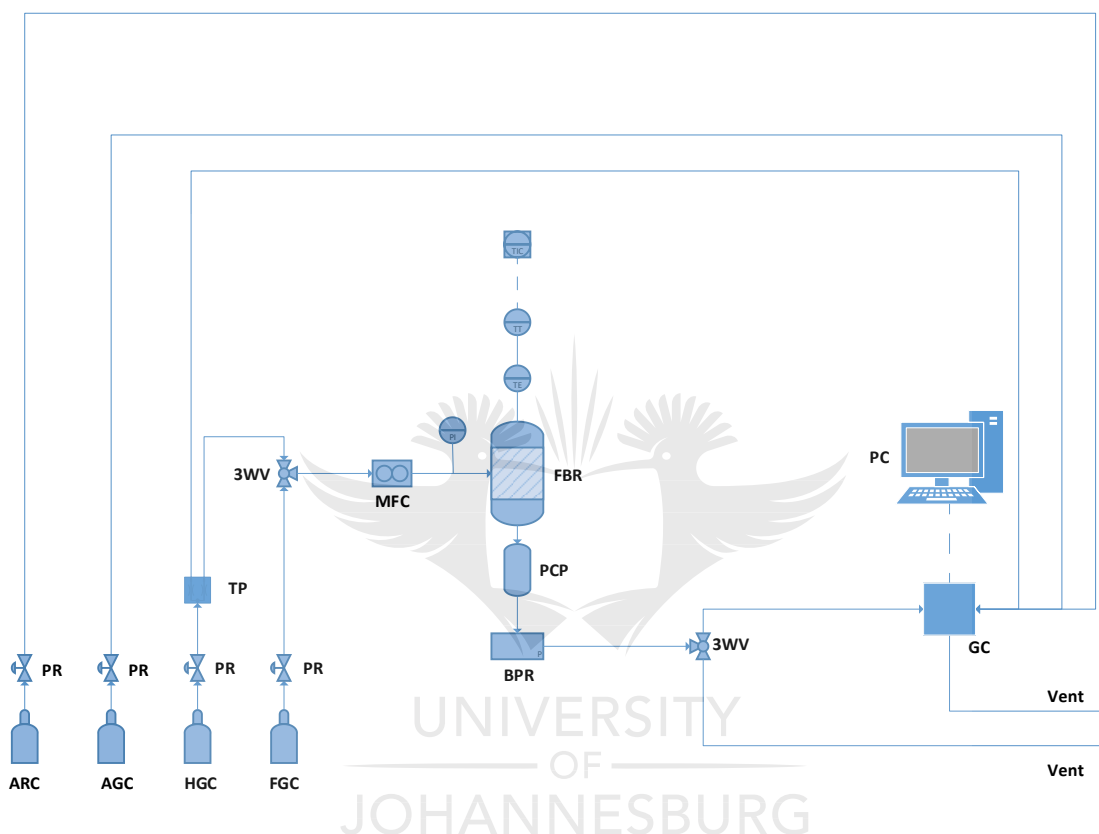 TIC
TT
TE
PI
3WV
MFC
FBR
PC
PCP
TP
P
BPR
3WV
GC
PR
PR
PR
PR
Vent
Vent
ARC
AGC
HGC
FGC
UNIVERSITY
OF
JOHANNESBURG